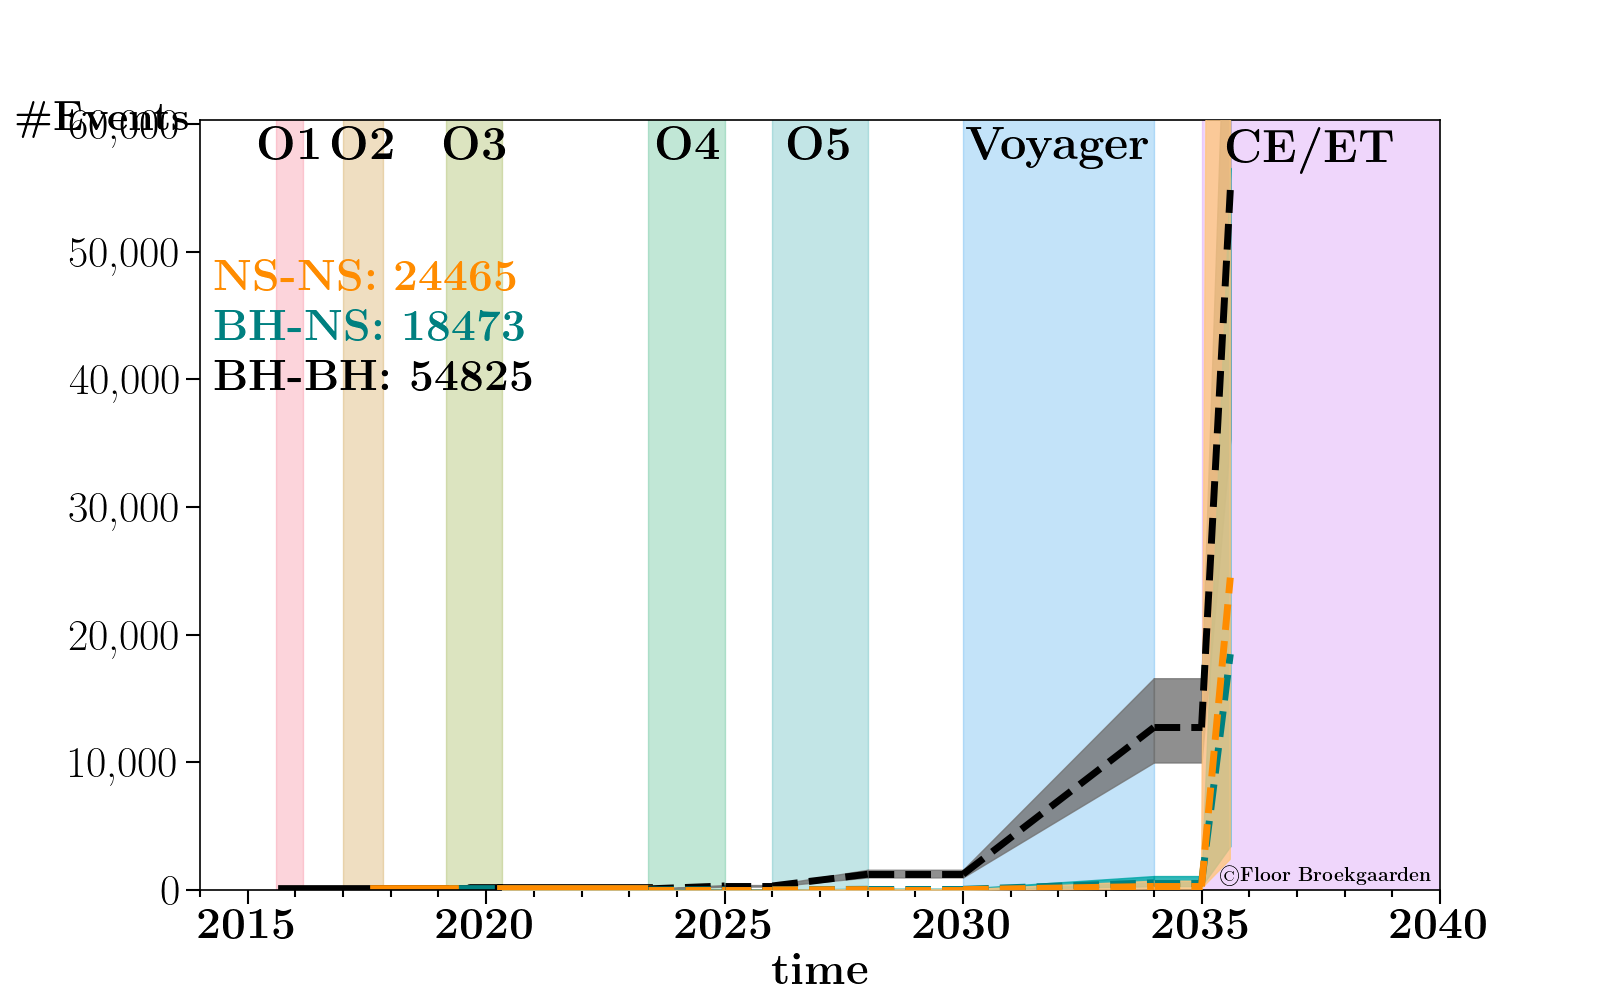 #Events
60,000
O1 O2 O3 O4 O5 Voyager CE/ET
50,000
NS-NS: 24465
BH-NS: 18473
BH-BH: 54825
40,000
30,000
20,000
10,000
0
©Floor Broekgaarden
2015 2020 2025 2030 2035 2040
time